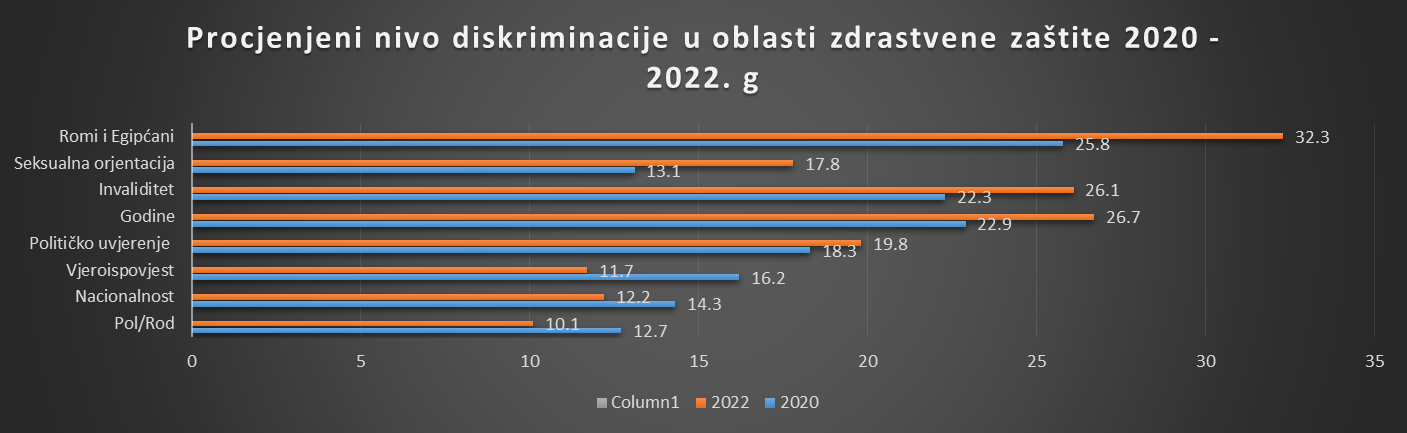 Procjenjeni nivo diskriminacije u oblasti zdrastvene zaštite 2020 -
2022. g
Romi i Egipćani
32.3
25.8
Seksualna orjentacija
17.8
13.1
Invaliditet
26.1
22.3
Godine
26.7
22.9
Političko uvjerenje
19.8
18.3
Vjeroispovjest
11.7
16.2
Nacionalnost
12.2
14.3
Pol/Rod
10.1
12.7
0 5 10 15 20 25 30 35
Column1 2022 2020